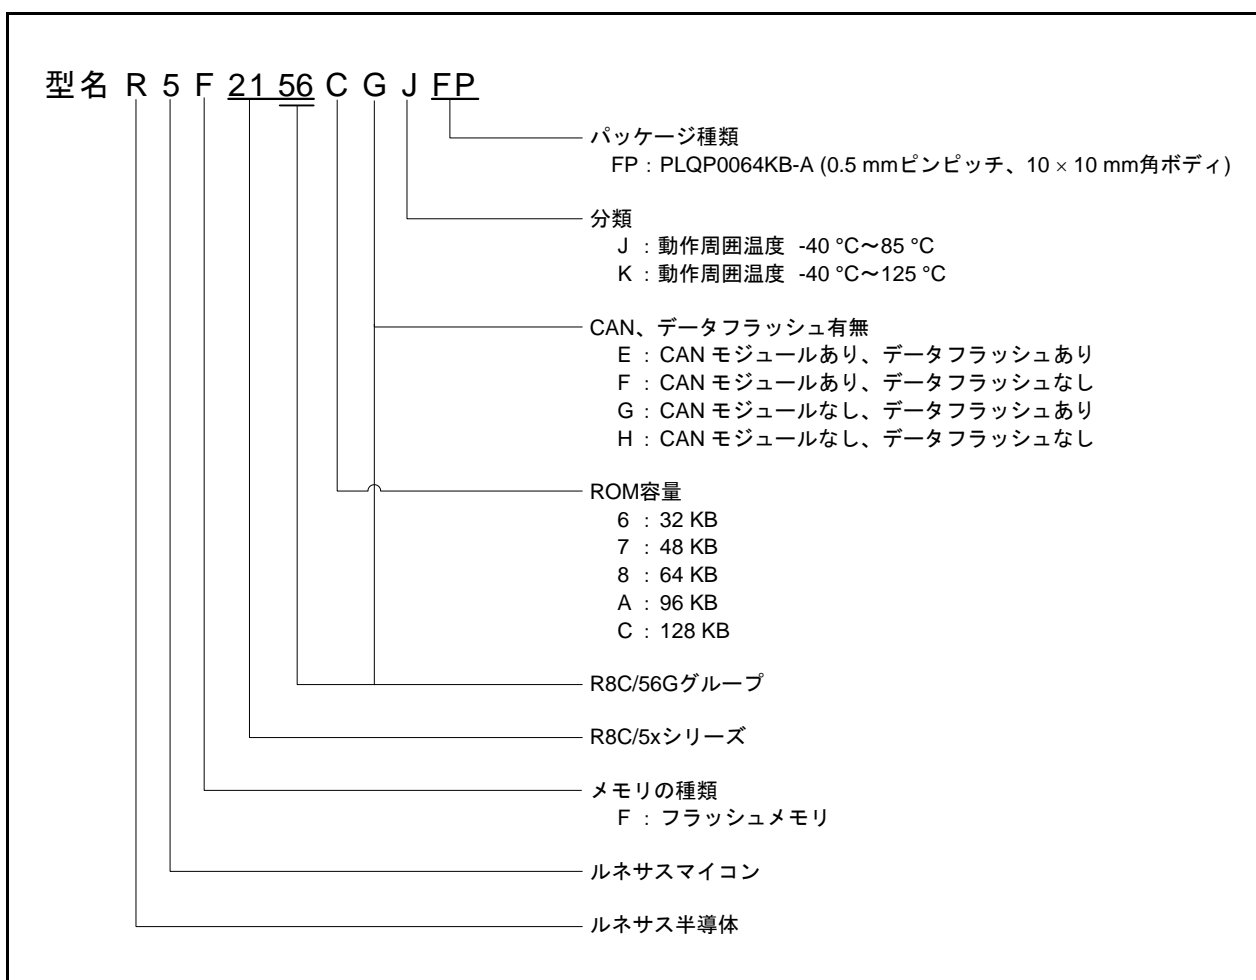 型名 R 5 F 21 56 C G J FP
パッケージ種類
FP : PLQP0064KB-A (0.5 mmピンピッチ、10 × 10 mm角ボディ)
分類
J : 動作周囲温度 -40 °C～85 °C
K : 動作周囲温度 -40 °C～125 °C
CAN、データフラッシュ有無
E : CAN モジュールあり、データフラッシュあり
F : CAN モジュールあり、データフラッシュなし
G : CAN モジュールなし、データフラッシュあり
H : CAN モジュールなし、データフラッシュなし
ROM容量
6 : 32 KB
7 : 48 KB
8 : 64 KB
A : 96 KB
C : 128 KB
R8C/56Gグループ
R8C/5xシリーズ
メモリの種類
F : フラッシュメモリ
ルネサスマイコン
ルネサス半導体